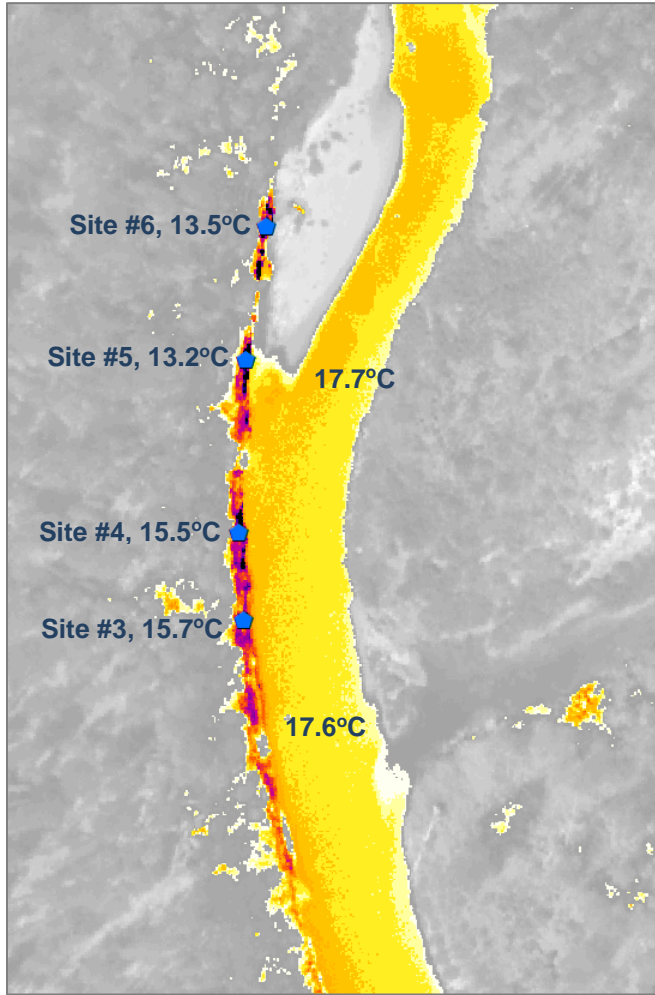 Site #6, 13.5ºC
Site #5, 13.2ºC
17.7ºC
Site #4, 15.5ºC
Site #3, 15.7ºC
17.6ºC